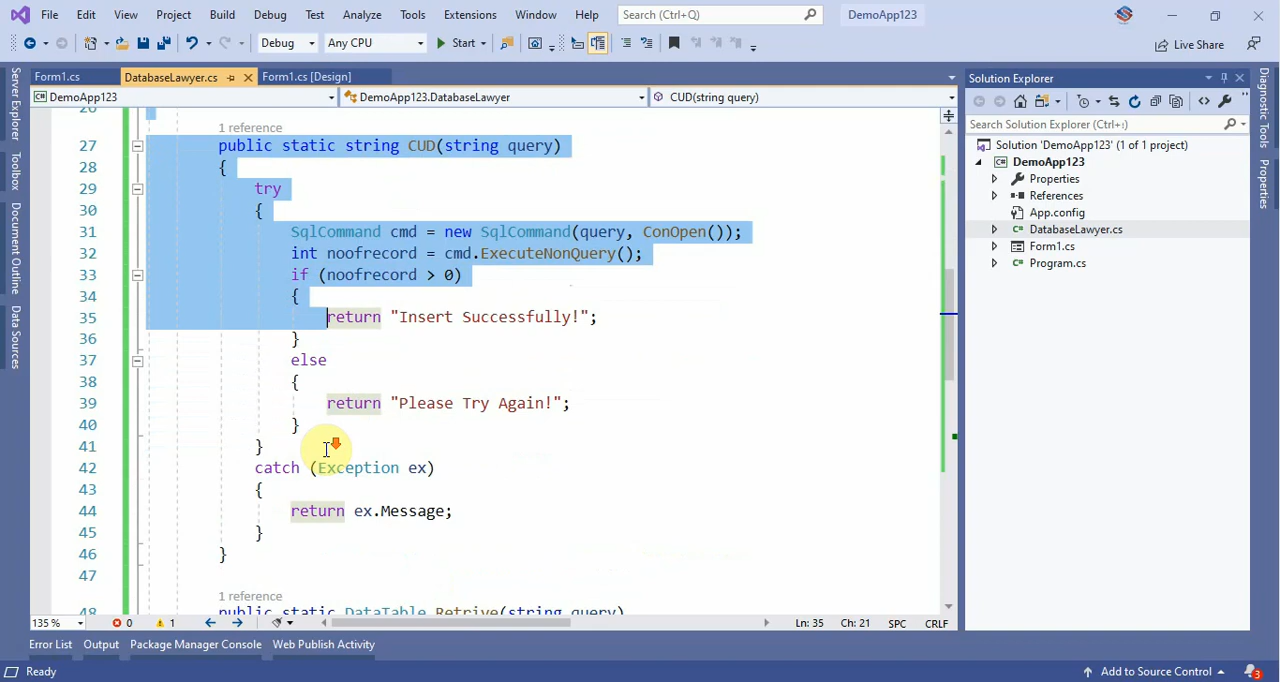 File Edit View Project Build Debug Test Analyze Tools Extensions Window Help Search (Ctrl+Q) DemoApp123
Debug Any CPU Start Live Share
Form1.cs DatabaseLawyer.cs Form1.cs [Design]
DemoApp123 DemoApp123.DatabaseLawyer CUD(string query)
Server Explorer
Toolbox
Document Outline
Data Sources
1 reference
27 public static string CUD(string query)
28 {
29 try
30 {
31 SqlCommand cmd = new SqlCommand(query, ConOpen());
32 int noofrecord = cmd.ExecuteNonQuery();
33 if (noofrecord > 0)
34 {
35 return "Insert Successfully!";
36 }
37 else
38 {
39 return "Please Try Again!";
40 }
41 }
42 catch (Exception ex)
43 {
44 return ex.Message;
45 }
46 }
47
1 reference
48 public static DataTable Retrive(string query)
135 % 0 1 Ln: 35 Ch: 21 SPC CRLF
Solution Explorer
Search Solution Explorer (Ctrl+;)
Solution 'DemoApp123' (1 of 1 project)
DemoApp123
Properties
References
App.config
DatabaseLawyer.cs
Form1.cs
Program.cs
Diagnostic Tools
Properties
Error List Output Package Manager Console Web Publish Activity
Ready Add to Source Control 3